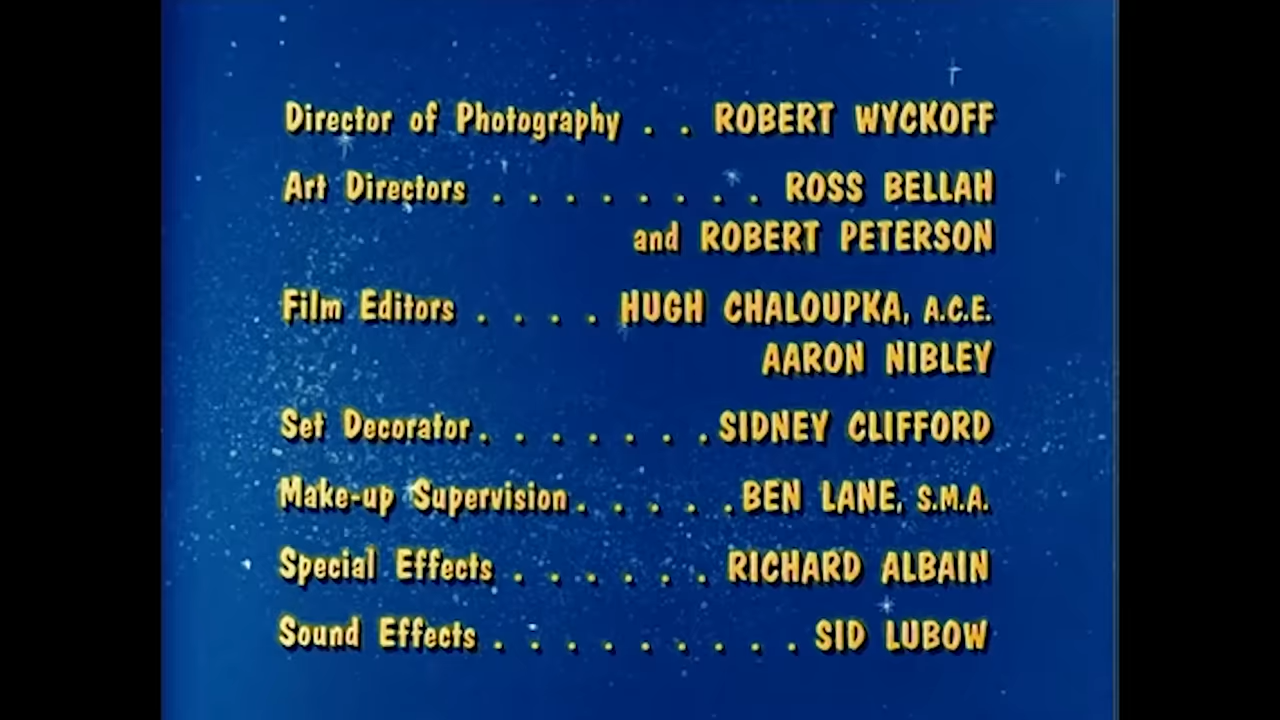 Director of Photography . . ROBERT WYCKOFF
Art Directors . . . . . . . . ROSS BELLAH
and ROBERT PETERSON
Film Editors . . . . HUGH CHALOUPKA, A.C.E.
AARON NIBLEY
Set Decorator . . . . . . . SIDNEY CLIFFORD
Make-up Supervision . . . . . BEN LANE, S.M.A.
Special Effects . . . . . . RICHARD ALBAIN
Sound Effects . . . . . . . . . SID LUBOW